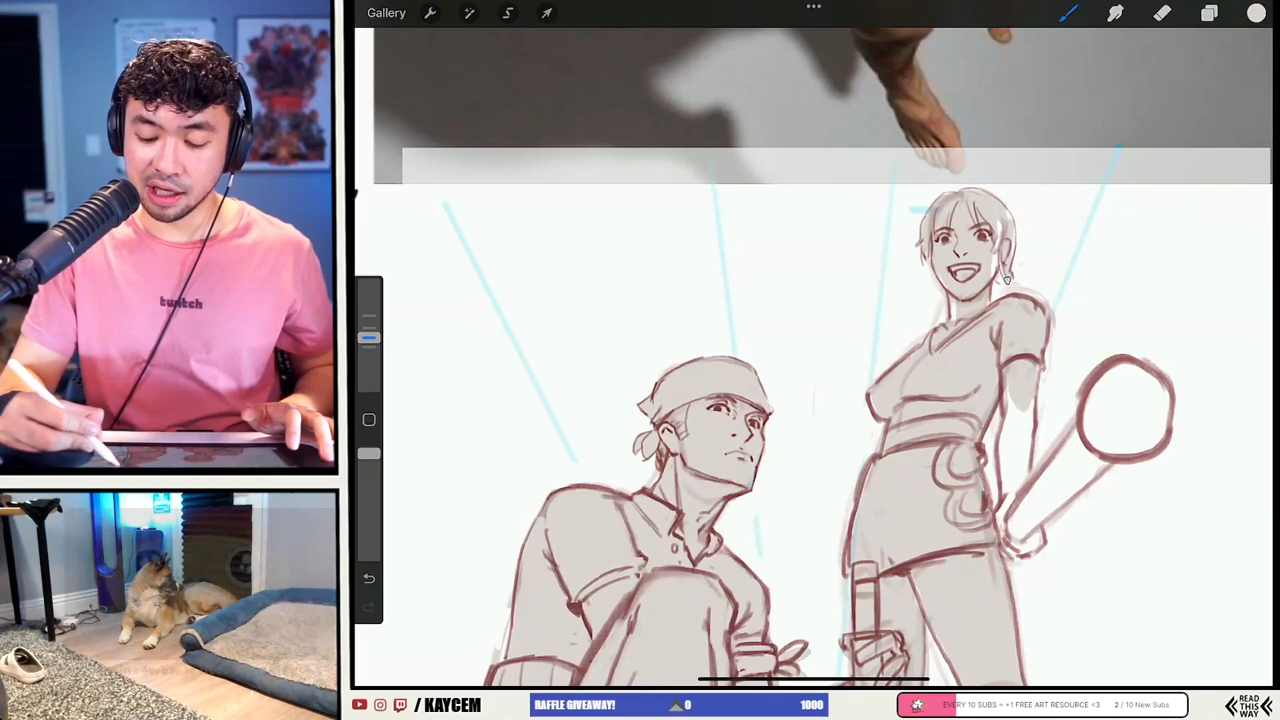 Gallery
twitch
/ KAYCEM
RAFFLE GIVEAWAY!
0
1000
EVERY 10 SUBS = +1 FREE ART RESOURCE <3
2 / 10 New Subs
READ
THIS
WAY